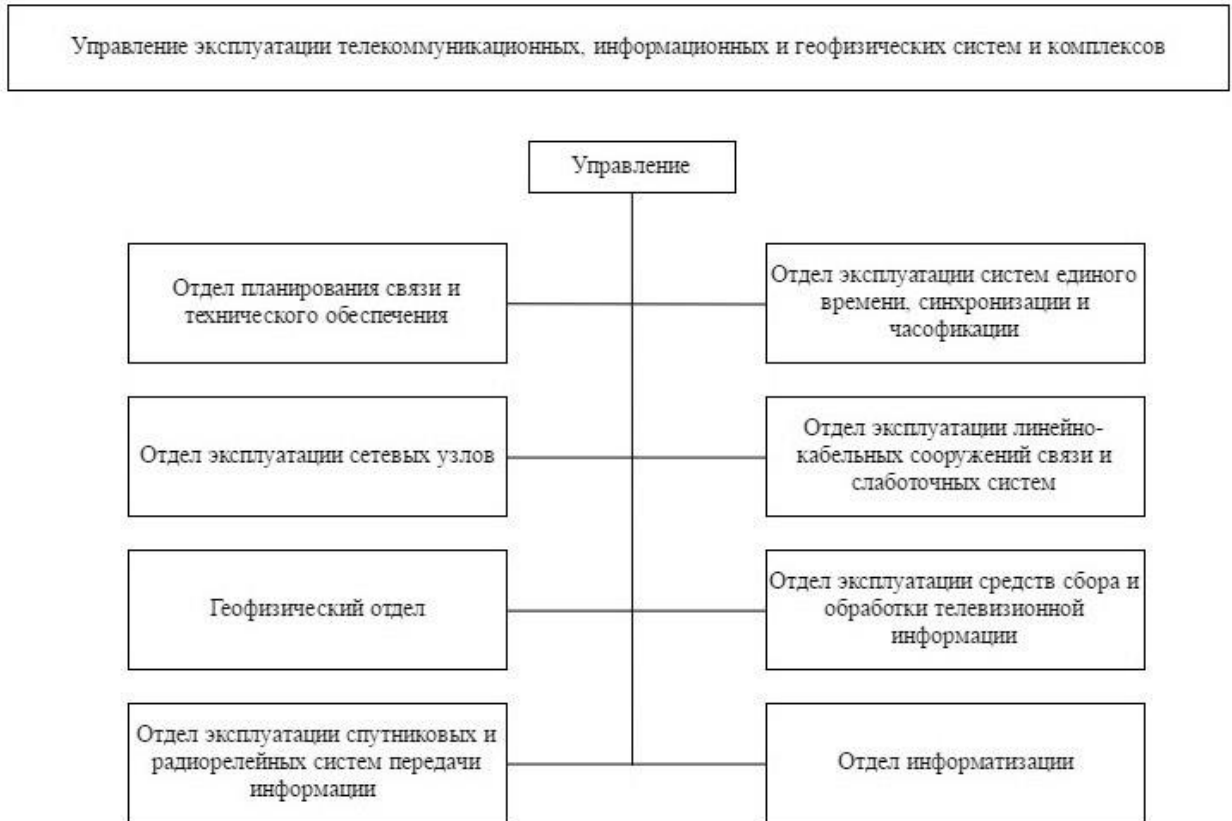 Управление эксплуатации телекоммуникационных, информационных и геофизических систем и комплексов
Управление
Отдел планирования связи и
технического обеспечения
Отдел эксплуатации систем единого
времени, синхронизации и
часофикации
Отдел эксплуатации сетевых узлов
Отдел эксплуатации линейно-
кабельных сооружений связи и
слаботочных систем
Геофизический отдел
Отдел эксплуатации средств сбора и
обработки телевизионной
информации
Отдел эксплуатации спутниковых и
радиорелейных систем передачи
информации
Отдел информатизации